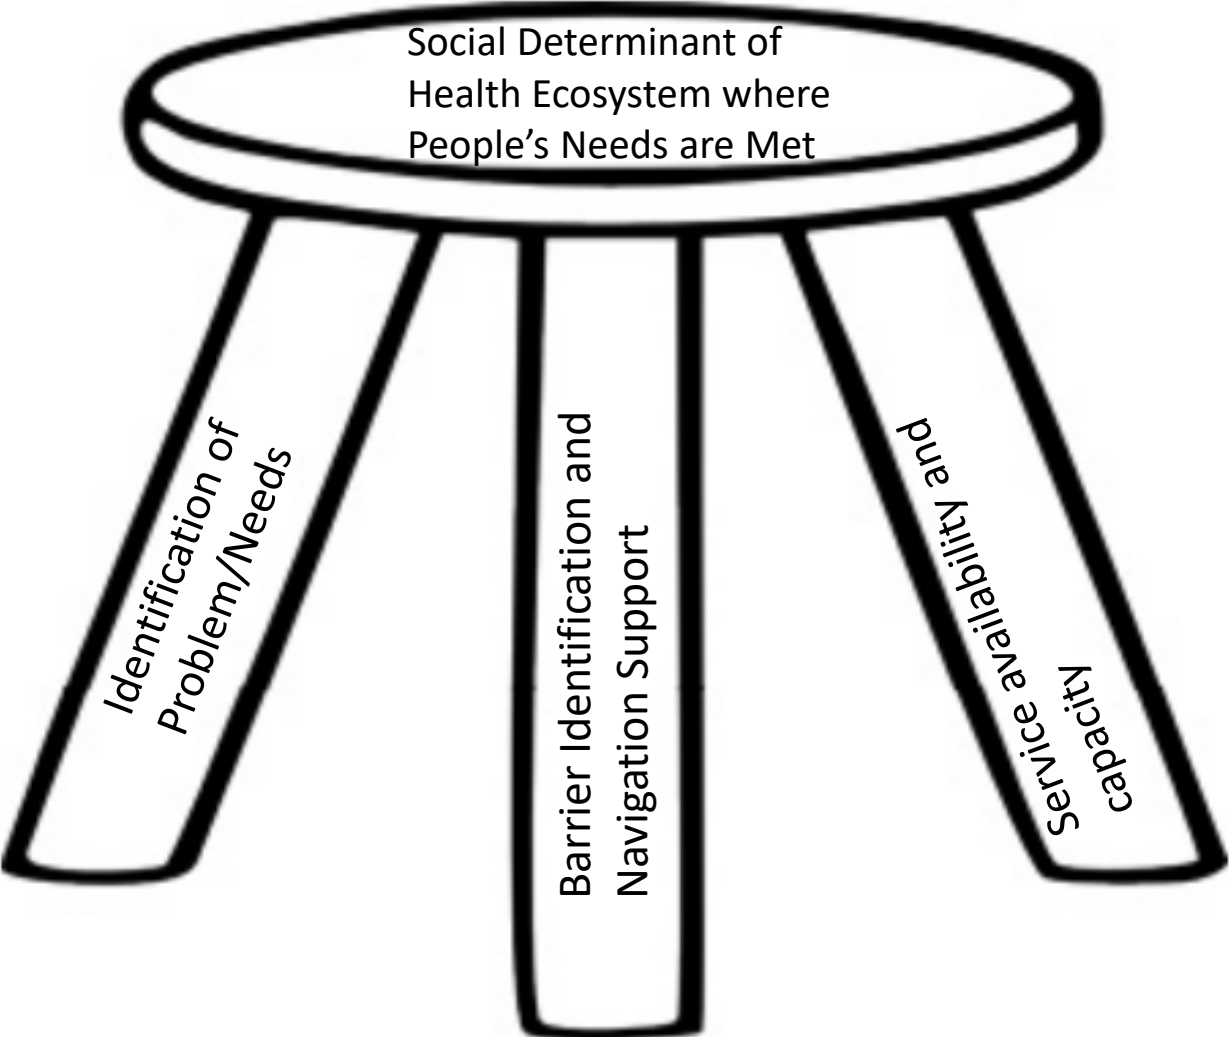 Social Determinant of
Health Ecosystem where
People’s Needs are Met
Identification of
Problem/Needs
Barrier Identification and
Navigation Support
Service availability and
capacity